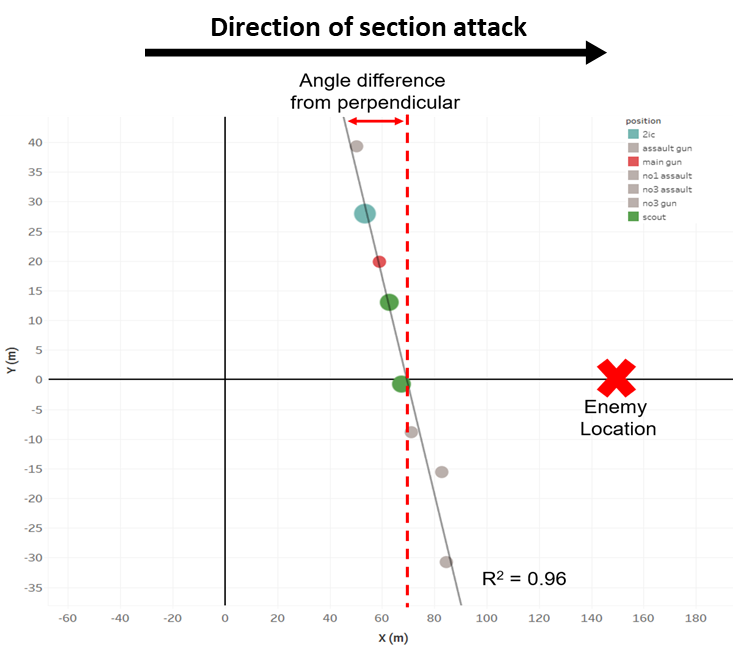 Direction of section attack
Angle difference
from perpendicular
position
2ic
assault gun
main gun
no1 assault
no3 assault
no3 gun
scout
40
35
30
25
20
15
10
5
0
-5
-10
-15
-20
-25
-30
-35
Y (m)
Enemy
Location
R² = 0.96
-60 -40 -20 0 20 40 60 80 100 120 140 160 180
X (m)